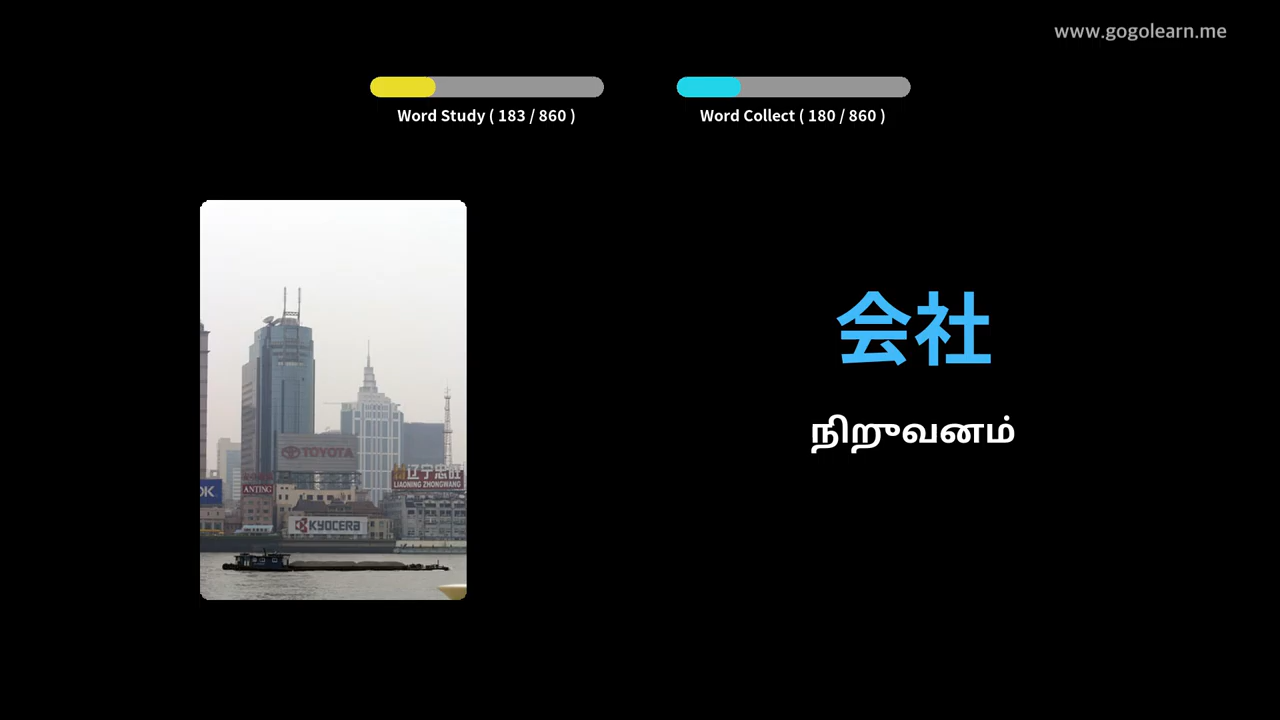 www.gogolearn.me
Word Study ( 183 / 860 )
Word Collect ( 180 / 860 )
TOYOTA
辽宁忠旺
LIAONING ZHONGWANG
OK
ANTING
KYOCERA
会社
நிறுவனம்